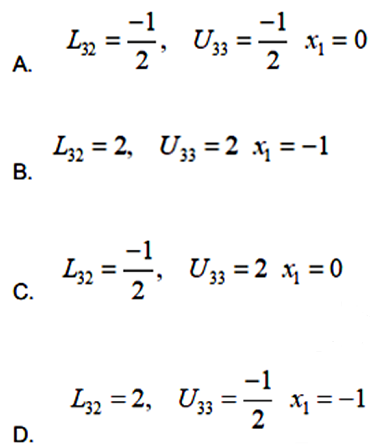 A. L₃₂ = -1/2, U₃₃ = -1/2 x₁ = 0
B. L₃₂ = 2, U₃₃ = 2 x₁ = -1
C. L₃₂ = -1/2, U₃₃ = 2 x₁ = 0
D. L₃₂ = 2, U₃₃ = -1/2 x₁ = -1